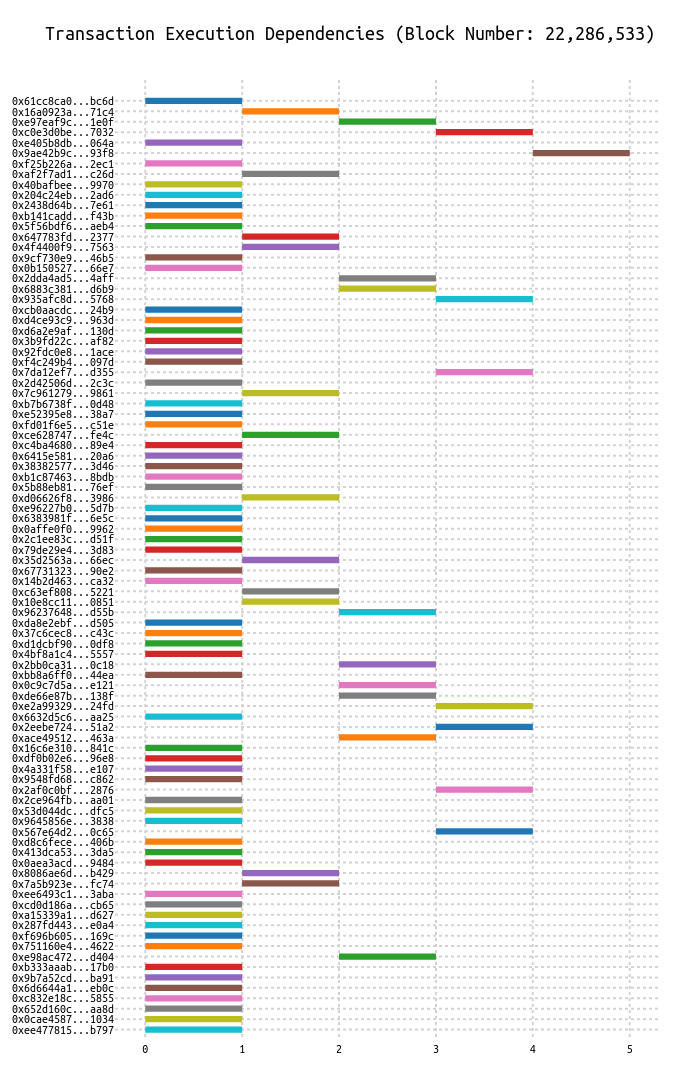 Transaction Execution Dependencies (Block Number: 22,286,533)
0x61cc8ca0...bc6d
0x16a0923a...71c4
0xe97eaf9c...1e0f
0xc0e3d0be...7032
0xe405b8db...064a
0x9ae42b9c...93f8
0xf25b226a...2ec1
0xaf2f7ad1...c26d
0x40bafbee...9970
0x204c24eb...2ad6
0x2438d64b...7e61
0xb141cadd...f43b
0x5f56bdf6...aeb4
0x647783fd...2377
0x4f4400f9...7563
0x9cf730e9...46b5
0x0b150527...66e7
0x2dda4ad5...4aff
0x6883c381...d6b9
0x935afc8d...5768
0xcb0aacdc...24b9
0xd4ce93c9...963d
0xd6a2e9af...130d
0x3b9fd22c...af82
0x92fdc0e8...1ace
0xf4c249b4...097d
0x7da12ef7...d355
0x2d42506d...2c3c
0x7c961279...9861
0xb7b6738f...0d48
0xe52395e8...38a7
0xfd01f6e5...c51e
0xce628747...fe4c
0xc4ba4680...89e4
0x6415e581...20a6
0x38382577...3d46
0xb1c87463...8bdb
0x5b88eb81...76ef
0xd06626f8...3986
0xe96227b0...5d7b
0x6383981f...6e5c
0x0affe0f0...9962
0x2c1ee83c...d51f
0x79de29e4...3d83
0x35d2563a...66ec
0x67731323...90e2
0x14b2d463...ca32
0xc63ef808...5221
0x10e8cc11...0851
0x96237648...d55b
0xda8e2ebf...d505
0x37c6cec8...c43c
0xd1dcbf90...0df8
0x4bf8a1c4...5557
0x2bb0ca31...0c18
0xbb8a6ff0...44ea
0x0c9c7d5a...e121
0xde66e87b...138f
0xe2a99329...24fd
0x6632d5c6...aa25
0x2eebe724...51a2
0xace49512...463a
0x16c6e310...841c
0xdf0b02e6...96e8
0x4a331f58...e107
0x9548fd68...c862
0x2af0c0bf...2876
0x2ce964fb...aa01
0x53d044dc...dfc5
0x9645856e...3838
0x567e64d2...0c65
0xd8c6fece...406b
0x413dca53...3da5
0x0aea3acd...9484
0x8086ae6d...b429
0x7a5b923e...fc74
0xee6493c1...3aba
0xcd0d186a...cb65
0xa15339a1...d627
0x287fd443...e0a4
0xf696b605...169c
0x751160e4...4622
0xe98ac472...d404
0xb333aaab...17b0
0x9b7a52cd...ba91
0x6d6644a1...eb0c
0xc832e18c...5855
0x652d160c...aa8d
0x0cae4587...1034
0xee477815...b797
0 1 2 3 4 5